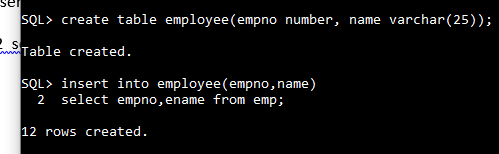 SQL> create table employee(empno number, name varchar(25));
Table created.
SQL> insert into employee(empno,name)
2 select empno,ename from emp;
12 rows created.